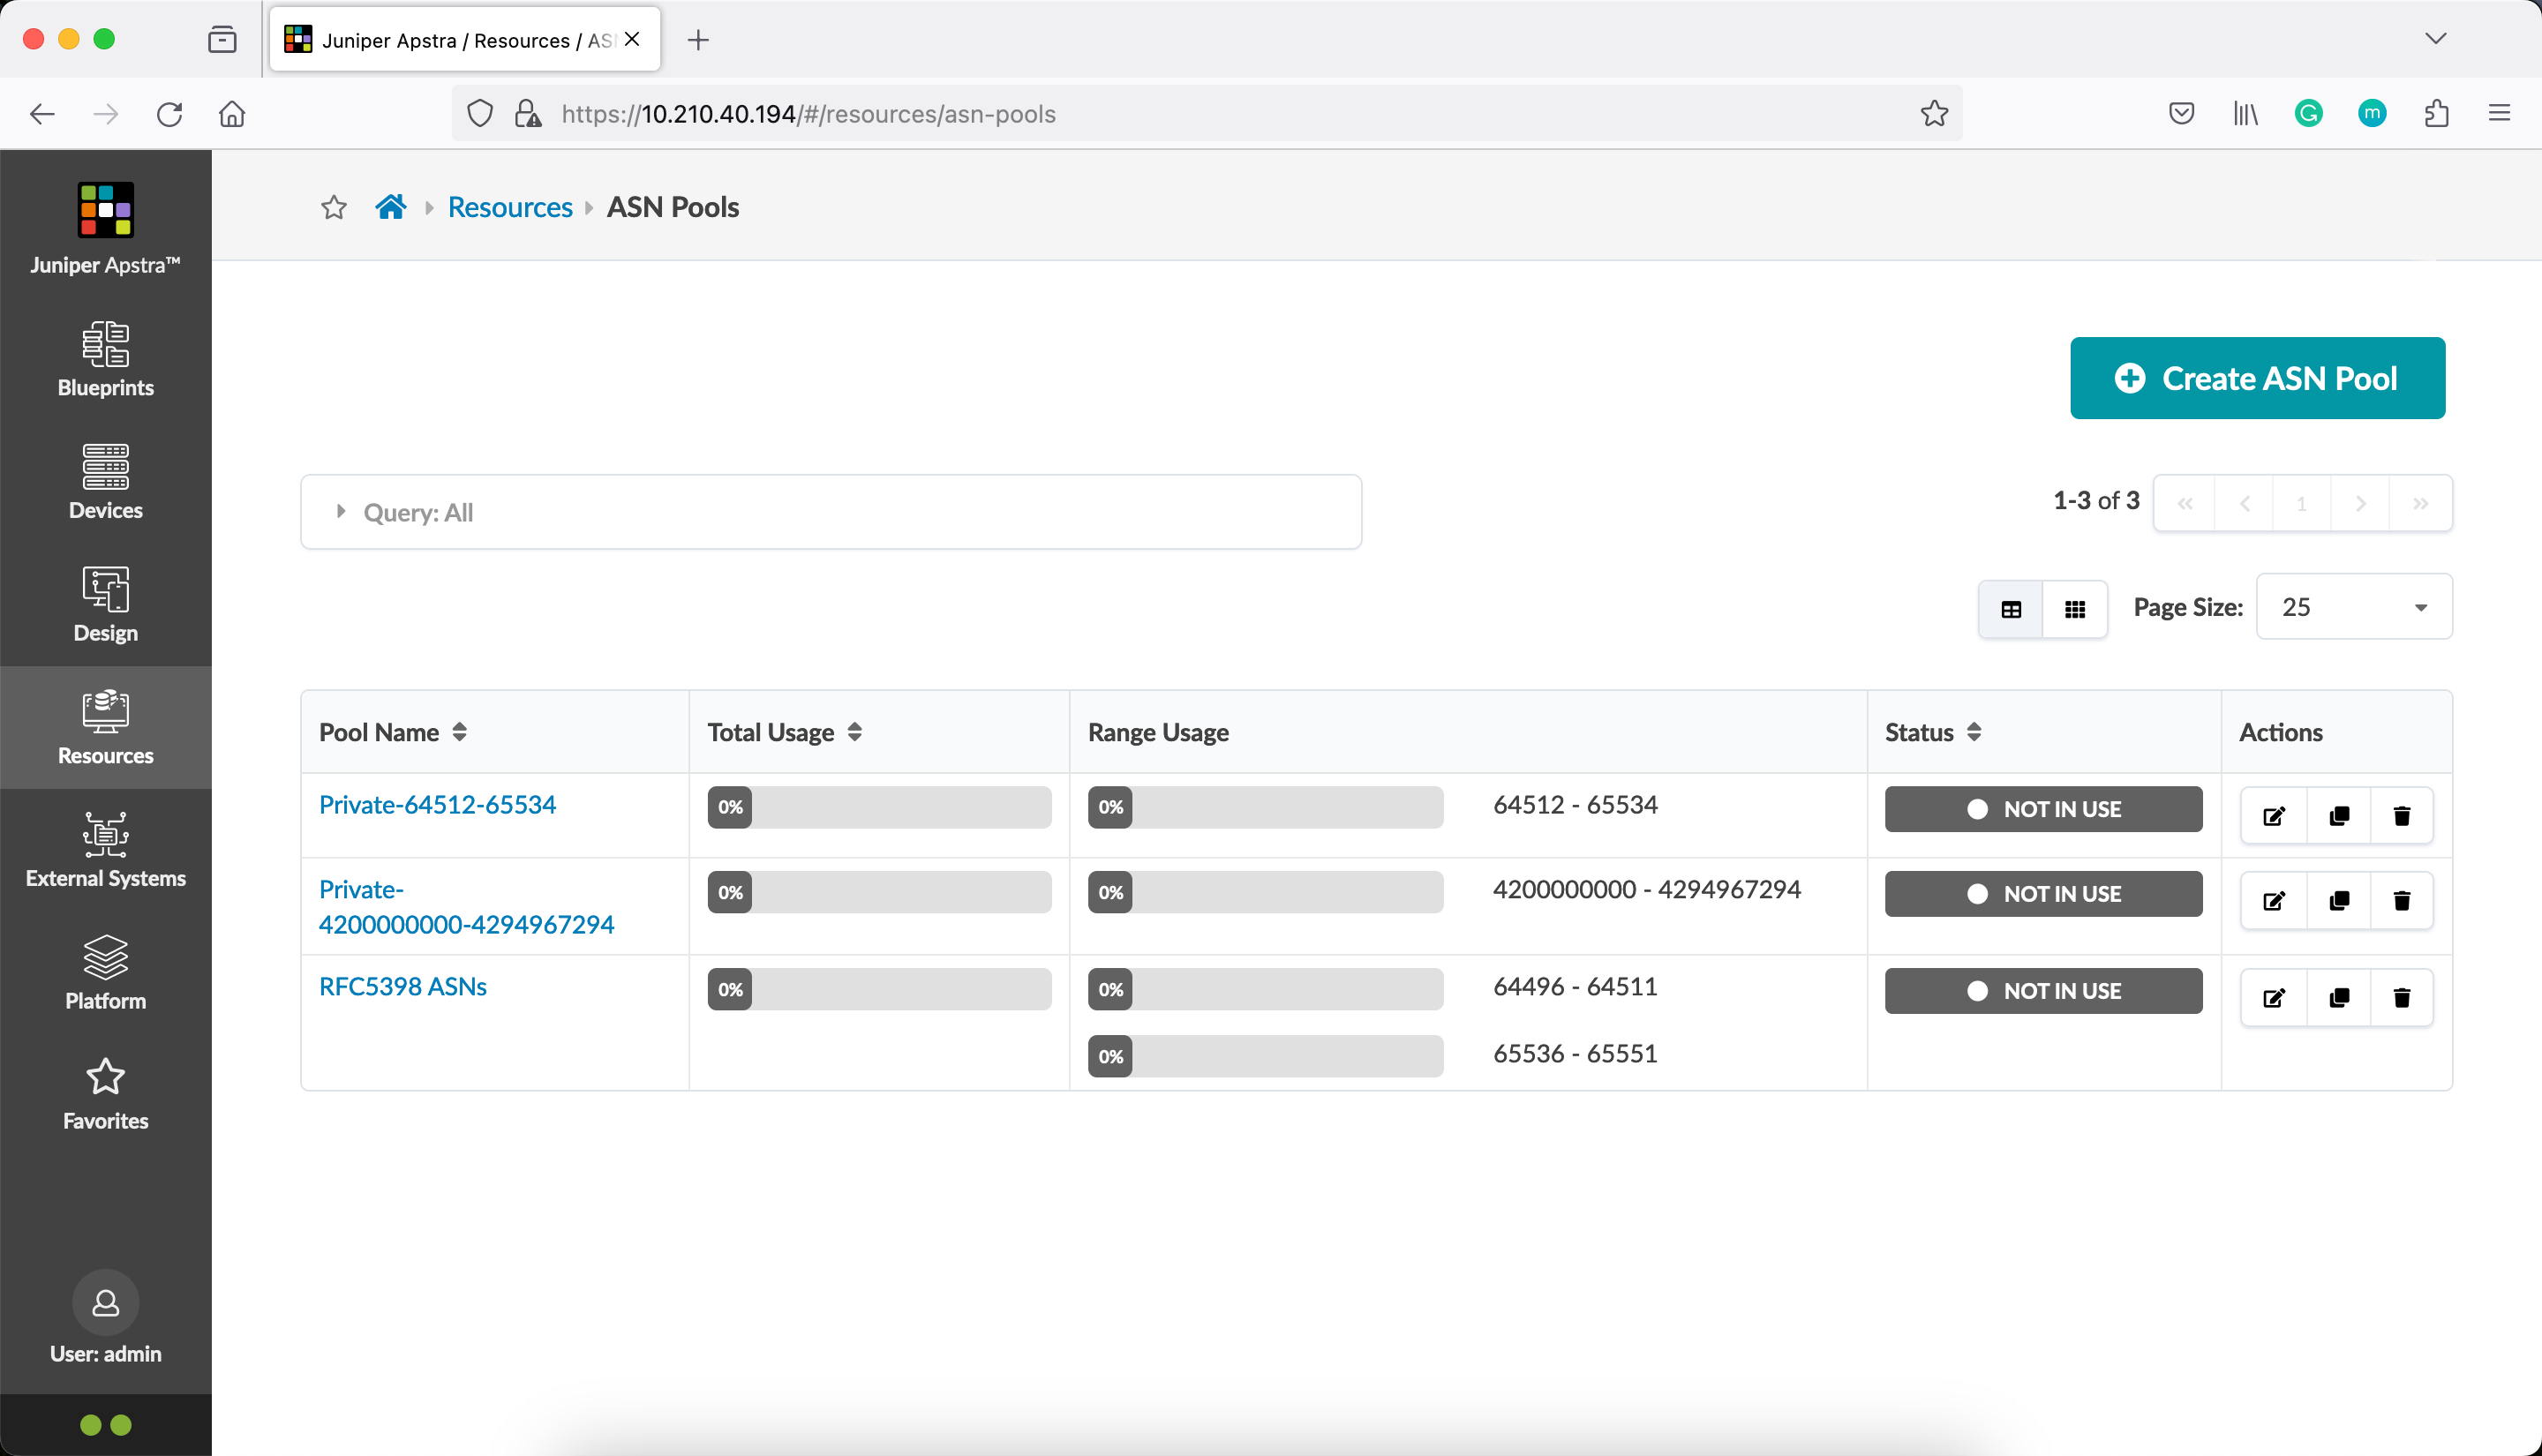 Juniper Apstra / Resources / AS
https://10.210.40.194/#/resources/asn-pools
G
m
Juniper Apstra™
Blueprints
Devices
Design
Resources
External Systems
Platform
Favorites
User: admin
Resources ASN Pools
Create ASN Pool
Query: All
1-3 of 3
« < 1 > »
Page Size: 25
Pool Name Total Usage Range Usage Status Actions
Private-64512-65534 0% 0% 64512 - 65534 NOT IN USE
Private-
4200000000-4294967294 0% 0% 4200000000 - 4294967294 NOT IN USE
RFC5398 ASNs 0% 0% 64496 - 64511 NOT IN USE
0% 65536 - 65551